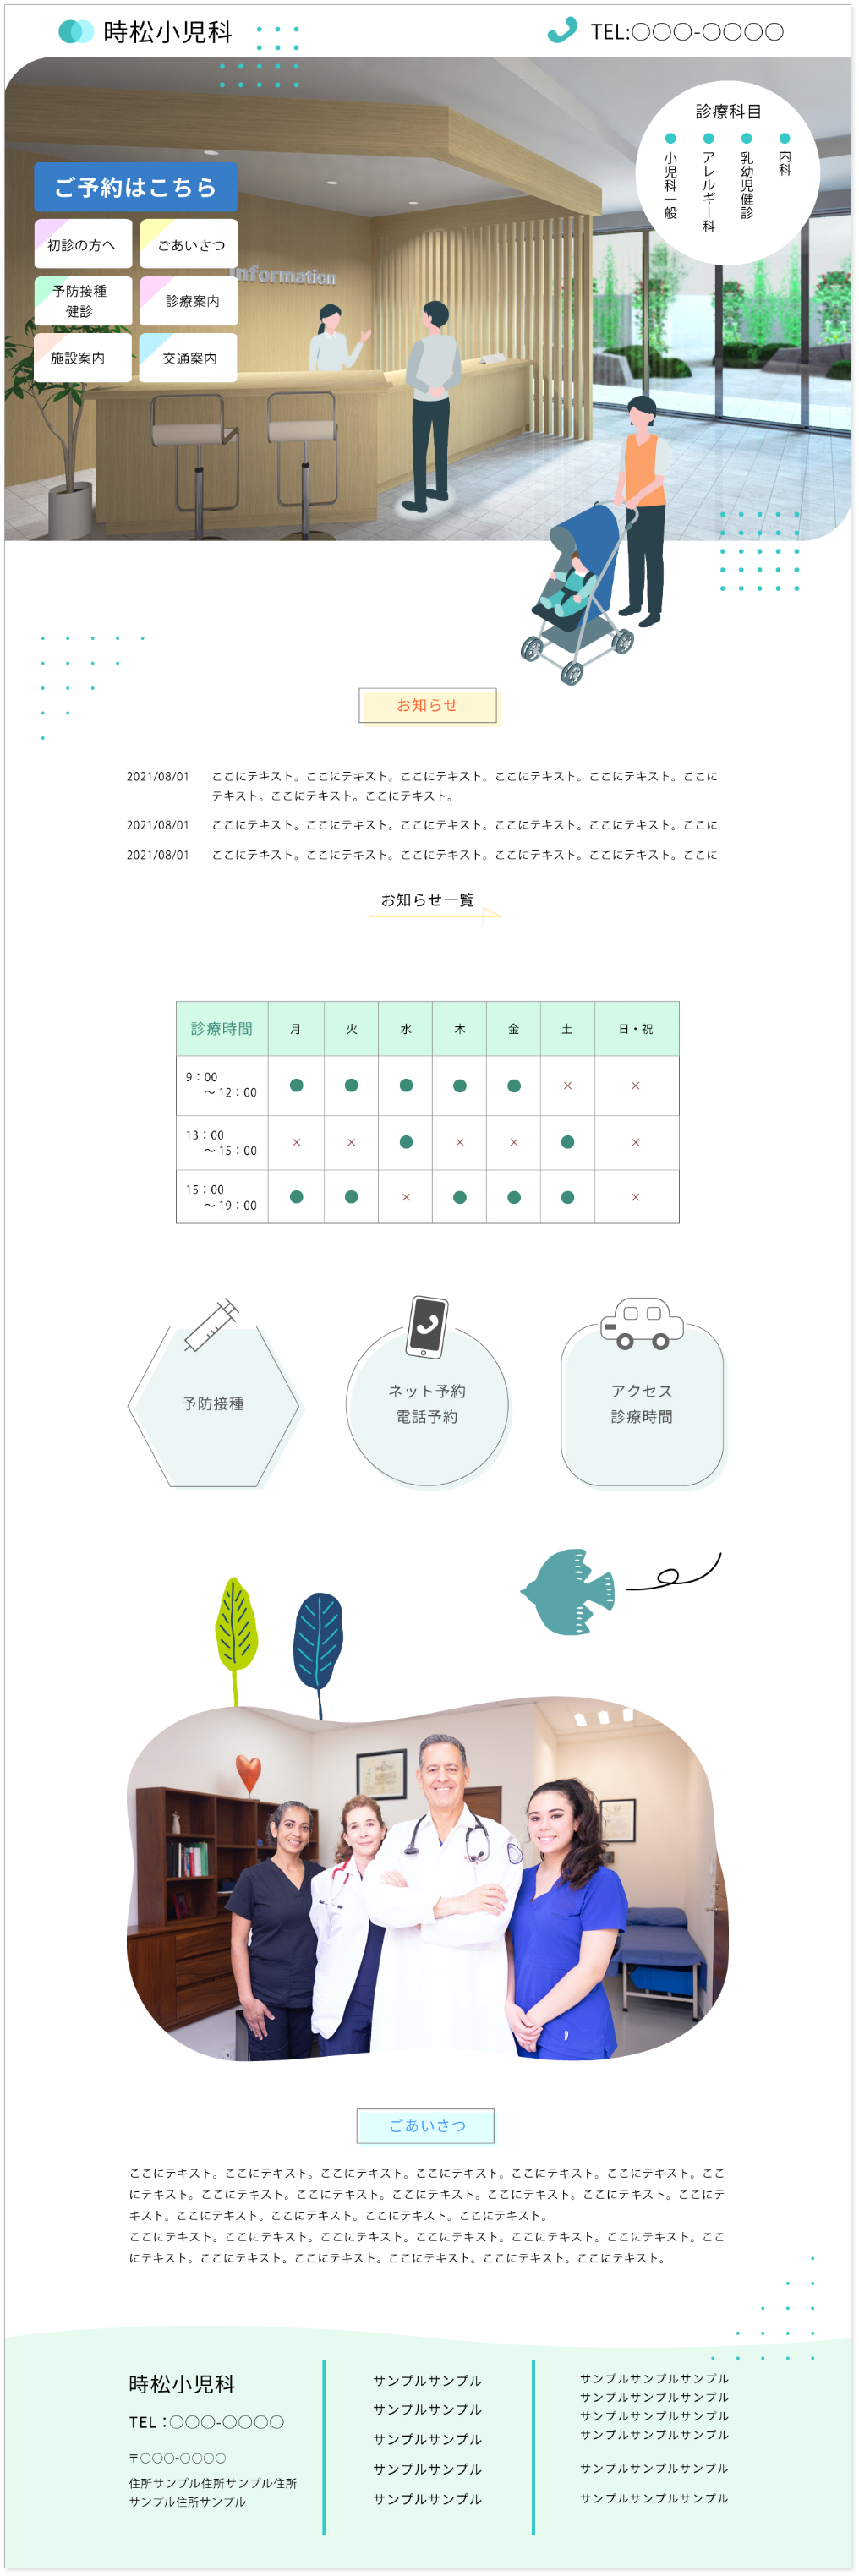 時松小児科
TEL:〇〇〇-〇〇〇〇
診療科目
内科
乳幼児健診
アレルギー科
小児科一般
ご予約はこちら
初診の方へ
ごあいさつ
予防接種
健診
診療案内
施設案内
交通案内
Information
お知らせ
2021/08/01 ここにテキスト。ここにテキスト。ここにテキスト。ここにテキスト。ここにテキスト。ここに
テキスト。ここにテキスト。ここにテキスト。
2021/08/01 ここにテキスト。ここにテキスト。ここにテキスト。ここにテキスト。ここにテキスト。ここに
2021/08/01 ここにテキスト。ここにテキスト。ここにテキスト。ここにテキスト。ここにテキスト。ここに
お知らせ一覧
診療時間 月 火 水 木 金 土 日・祝
9：00
～12：00 ● ● ● ● ● × ×
13：00
～15：00 × × ● × × ● ×
15：00
～19：00 ● ● × ● ● ● ×
予防接種
ネット予約
電話予約
アクセス
診療時間
ごあいさつ
ここにテキスト。ここにテキスト。ここにテキスト。ここにテキスト。ここにテキスト。ここにテキスト。ここ
にテキスト。ここにテキスト。ここにテキスト。ここにテキスト。ここにテキスト。ここにテキスト。ここにテ
キスト。ここにテキスト。ここにテキスト。ここにテキスト。ここにテキスト。
ここにテキスト。ここにテキスト。ここにテキスト。ここにテキスト。ここにテキスト。ここにテキスト。ここ
にテキスト。ここにテキスト。ここにテキスト。ここにテキスト。ここにテキスト。ここにテキスト。
時松小児科
TEL：〇〇〇-〇〇〇〇
〒〇〇〇-〇〇〇〇
住所サンプル住所サンプル住所
サンプル住所サンプル
サンプルサンプル
サンプルサンプル
サンプルサンプル
サンプルサンプル
サンプルサンプル
サンプルサンプルサンプル
サンプルサンプルサンプル
サンプルサンプルサンプル
サンプルサンプルサンプル
サンプルサンプルサンプル
サンプルサンプルサンプル